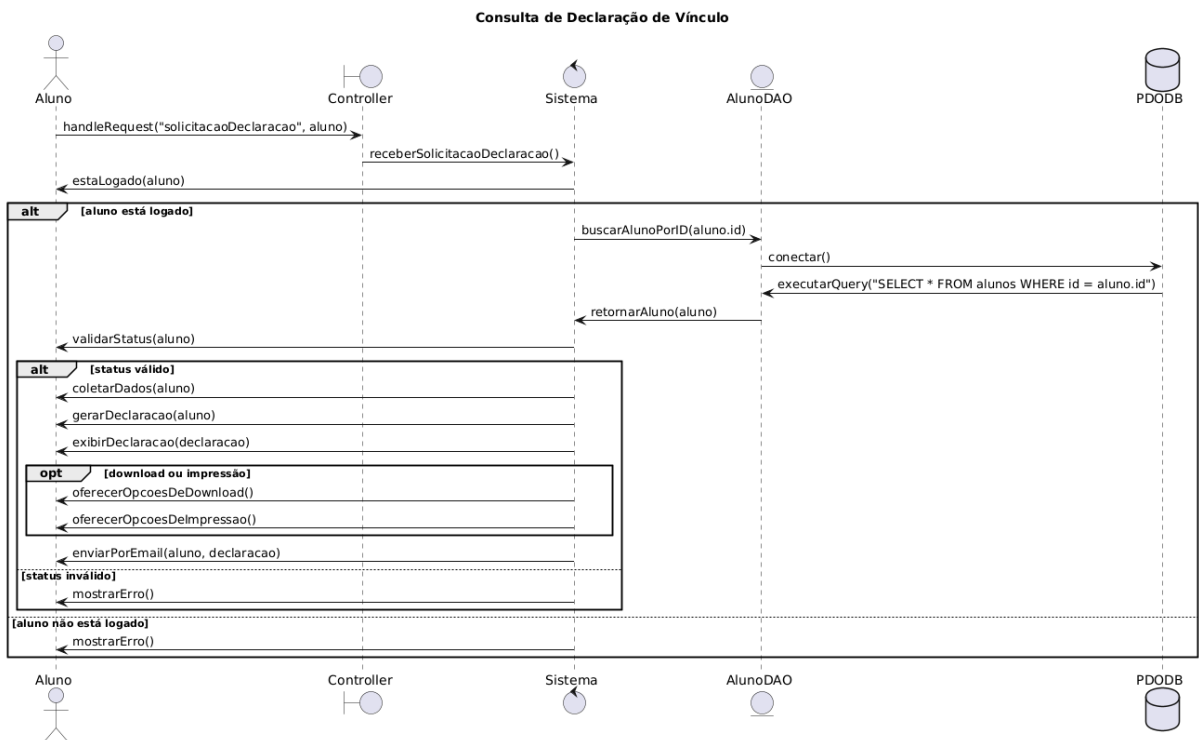 Consulta de Declaração de Vínculo
Aluno Controller Sistema AlunoDAO PDODB
handleRequest("solicitacaoDeclaracao", aluno)
receberSolicitacaoDeclaracao()
estaLogado(aluno)
alt [aluno está logado]
buscarAlunoPorID(aluno.id)
conectar()
executarQuery("SELECT * FROM alunos WHERE id = aluno.id")
retornarAluno(aluno)
validarStatus(aluno)
alt [status válido]
coletarDados(aluno)
gerarDeclaracao(aluno)
exibirDeclaracao(declaracao)
opt [download ou impressão]
oferecerOpcoesDeDownload()
oferecerOpcoesDeImpressao()
enviarPorEmail(aluno, declaracao)
[status inválido]
mostrarErro()
[aluno não está logado]
mostrarErro()
Aluno Controller Sistema AlunoDAO PDODB